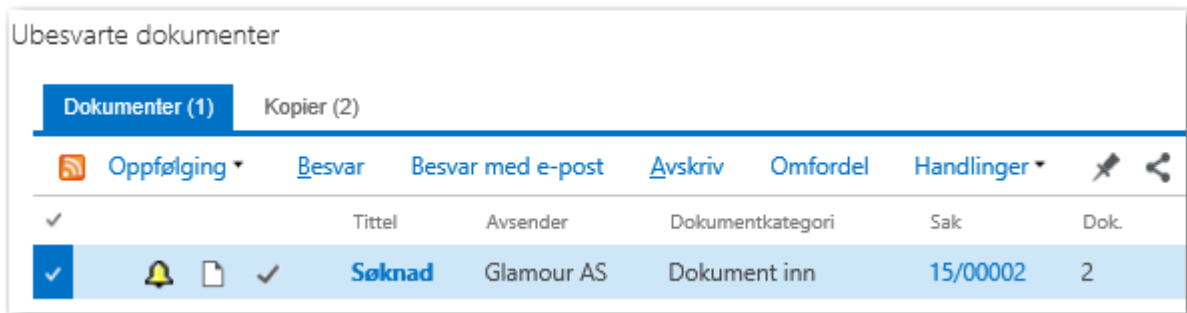 Ubesvarte dokumenter
Dokumenter (1) Kopier (2)
Oppfølging Besvar Besvar med e-post Avskriv Omfordel Handlinger
Tittel Avsender Dokumentkategori Sak Dok.
Søknad Glamour AS Dokument inn 15/00002 2